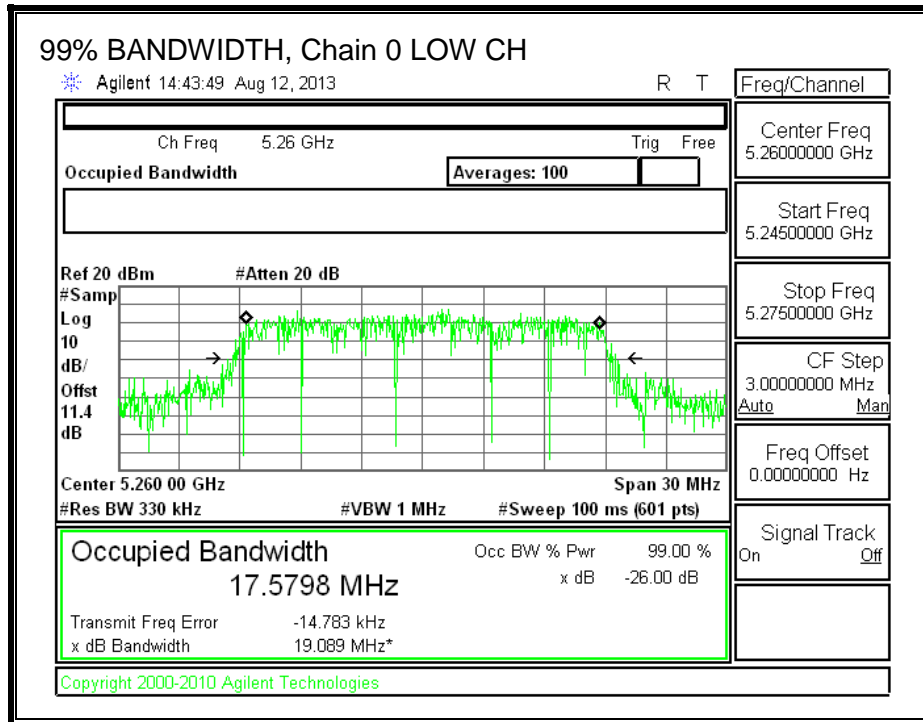 99% BANDWIDTH, Chain 0 LOW CH
Agilent 14:43:49 Aug 12, 2013 R T
Freq/Channel
Ch Freq 5.26 GHz Trig Free
Occupied Bandwidth Averages: 100
Center Freq
5.26000000 GHz
Start Freq
5.24500000 GHz
Stop Freq
5.27500000 GHz
CF Step
3.00000000 MHz
Auto Man
Freq Offset
0.00000000 Hz
Signal Track
On Off
Ref 20 dBm #Atten 20 dB
#Samp
Log
10
dB/
Offst
11.4
dB
Center 5.260 00 GHz Span 30 MHz
#Res BW 330 kHz #VBW 1 MHz #Sweep 100 ms (601 pts)
Occupied Bandwidth Occ BW % Pwr 99.00 %
17.5798 MHz x dB -26.00 dB
Transmit Freq Error -14.783 kHz
x dB Bandwidth 19.089 MHz*
Copyright 2000-2010 Agilent Technologies